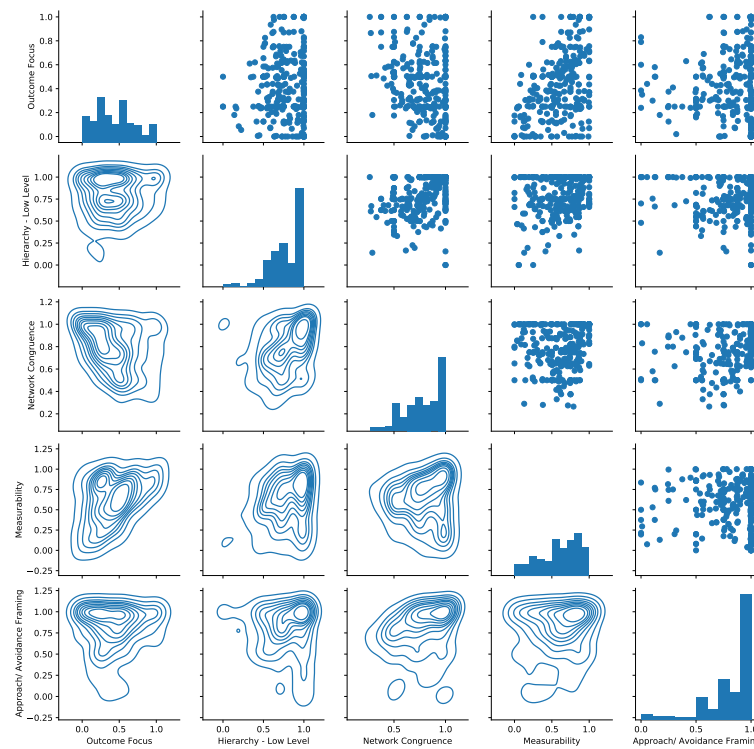 1.0
0.8
0.6
0.4
0.2
0.0
Outcome Focus
1.00
0.75
0.50
0.25
0.00
Hierarchy - Low Level
1.2
1.0
0.8
0.6
0.4
0.2
Network Congruence
1.00
0.75
0.50
0.25
0.00
−0.25
Measurability
1.25
1.00
0.75
0.50
0.25
0.00
−0.25
Approach/ Avoidance Framing
0.0 0.5 1.0
Outcome Focus
0.0 0.5 1.0
Hierarchy - Low Level
0.5 1.0
Network Congruence
0.0 0.5 1.0
Measurability
0.0 0.5 1.0
Approach/ Avoidance Framin